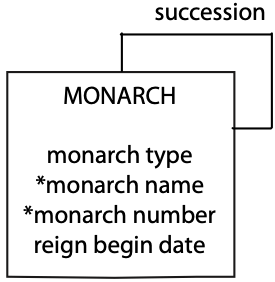 succession
MONARCH
monarch type
*monarch name
*monarch number
reign begin date